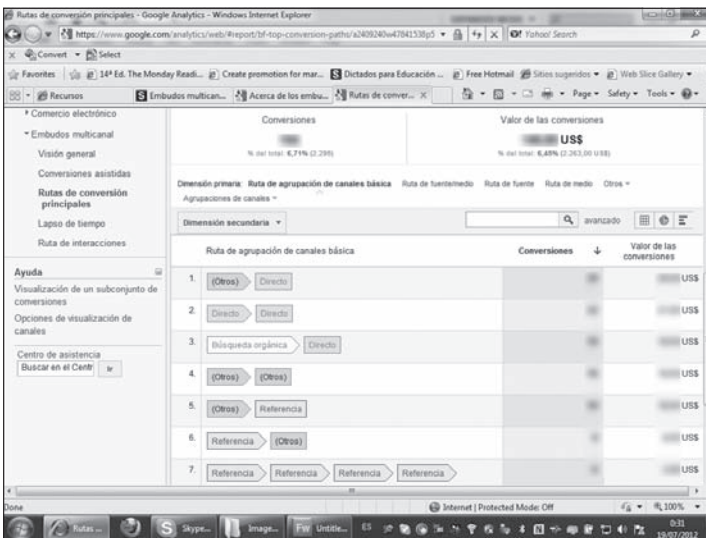 Rutas de conversión principales - Google Analytics - Windows Internet Explorer
https://www.google.com/analytics/web/#report/bf-top-conversion-paths/a2409240w47841538p5
Yahoo! Search
x Convert Select
Favorites 14ª Ed. The Monday Readi... Create promotion for mar... Dictados para Educación ... Free Hotmail Sitios sugeridos Web Slice Gallery
Recursos Embudos multican... Acerca de los embu... Rutas de conver... X Page Safety Tools
Comercio electrónico
Embudos multicanal
Visión general
Conversiones asistidas
Rutas de conversión
principales
Lapso de tiempo
Ruta de interacciones
Ayuda
Visualización de un subconjunto de
conversiones
Opciones de visualización de
canales
Centro de asistencia
Buscar en el Centr Ir
Conversiones Valor de las conversiones
US$
% del total: 6,71% (2.298) % del total: 6,45% (2.263,00 US$)
Dimensión primaria: Ruta de agrupación de canales básica Ruta de fuente/medio Ruta de fuente Ruta de medio Otros
Agrupaciones de canales
Dimensión secundaria avanzado
Ruta de agrupación de canales básica Conversiones ↓ Valor de las
conversiones
1. (Otros) Directo US$
2. Directo Directo US$
3. Búsqueda orgánica Directo US$
4. (Otros) (Otros) US$
5. (Otros) Referencia US$
6. Referencia (Otros) US$
7. Referencia Referencia Referencia Referencia US$
Done Internet | Protected Mode: Off 100%
Rutas ... Skype... Image... Untitle... ES 0:31
19/07/2012